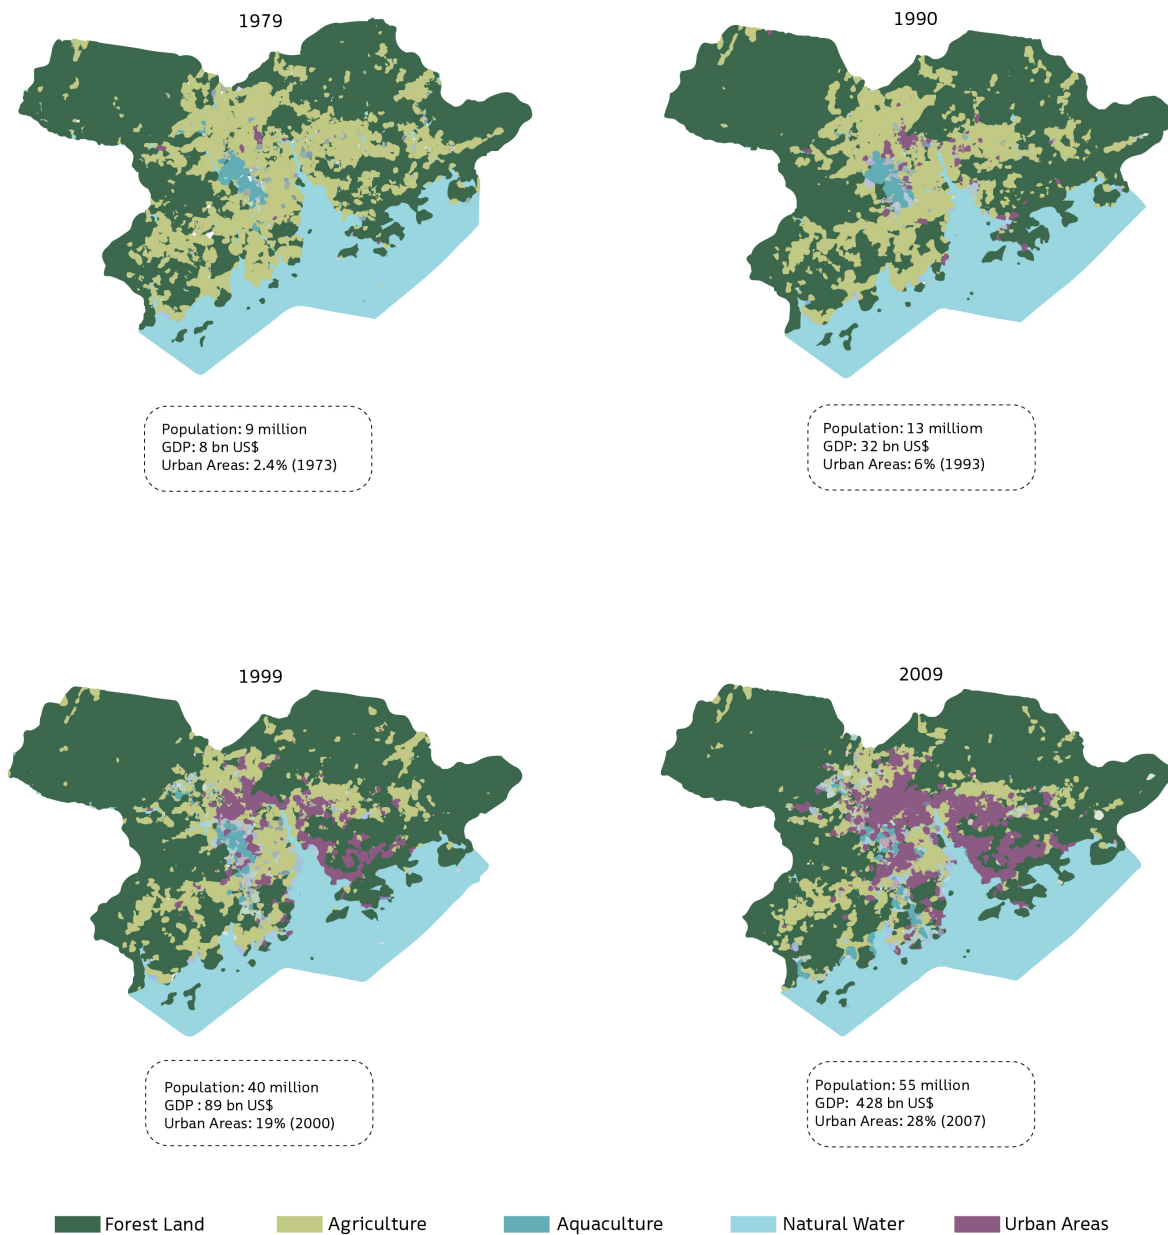 1979
1990
Population: 9 million
GDP: 8 bn US$
Urban Areas: 2.4% (1973)
Population: 13 milliom
GDP: 32 bn US$
Urban Areas: 6% (1993)
1999
2009
Population: 40 million
GDP : 89 bn US$
Urban Areas: 19% (2000)
Population: 55 million
GDP: 428 bn US$
Urban Areas: 28% (2007)
Forest Land
Agriculture
Aquaculture
Natural Water
Urban Areas